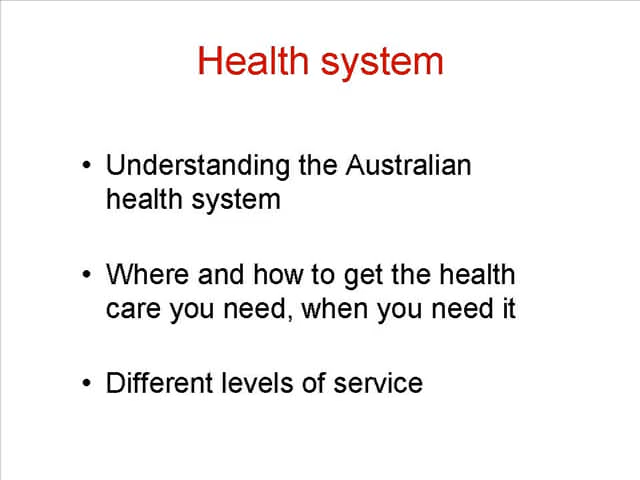 Health system
• Understanding the Australian
health system
• Where and how to get the health
care you need, when you need it
• Different levels of service